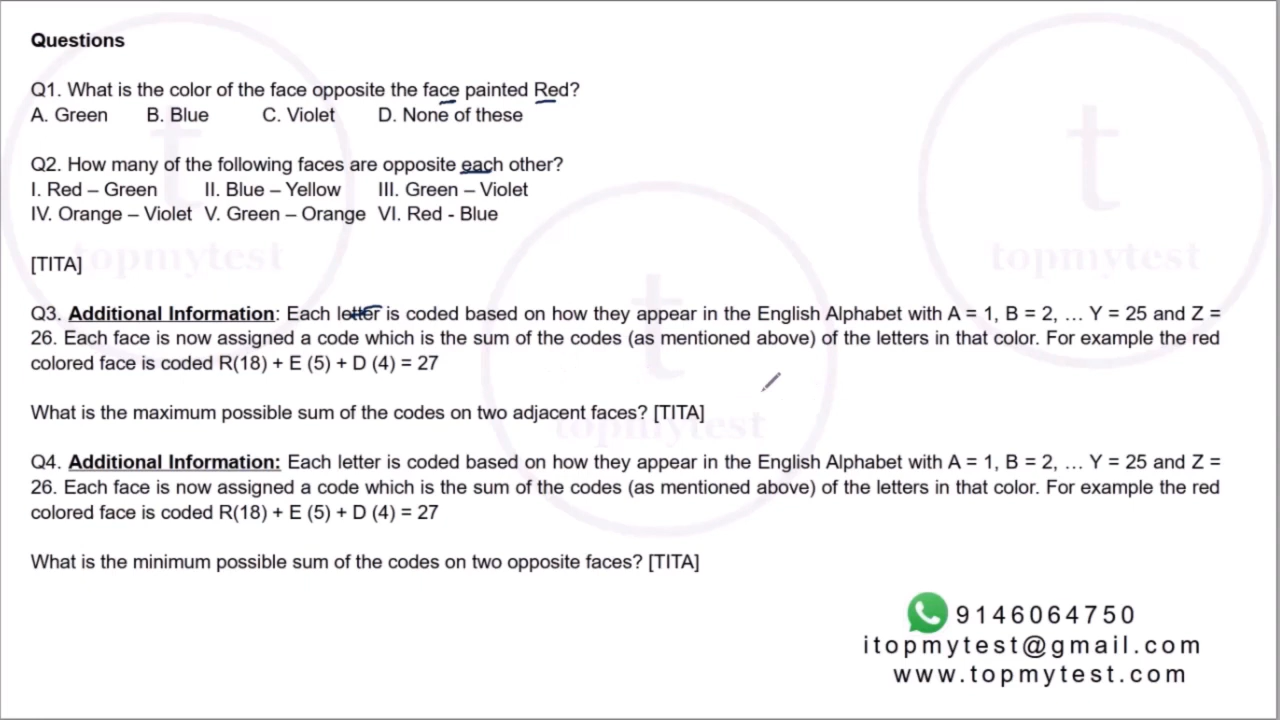 Questions
Q1. What is the color of the face opposite the face painted Red?
A. Green B. Blue C. Violet D. None of these
Q2. How many of the following faces are opposite each other?
I. Red – Green II. Blue – Yellow III. Green – Violet
IV. Orange – Violet V. Green – Orange VI. Red - Blue
[TITA]
Q3. Additional Information: Each letter is coded based on how they appear in the English Alphabet with A = 1, B = 2, … Y = 25 and Z =
26. Each face is now assigned a code which is the sum of the codes (as mentioned above) of the letters in that color. For example the red
colored face is coded R(18) + E (5) + D (4) = 27
What is the maximum possible sum of the codes on two adjacent faces? [TITA]
Q4. Additional Information: Each letter is coded based on how they appear in the English Alphabet with A = 1, B = 2, … Y = 25 and Z =
26. Each face is now assigned a code which is the sum of the codes (as mentioned above) of the letters in that color. For example the red
colored face is coded R(18) + E (5) + D (4) = 27
What is the minimum possible sum of the codes on two opposite faces? [TITA]
9146064750
itopmytest@gmail.com
www.topmytest.com
t
topmytest
t
topmytest
t
topmytest